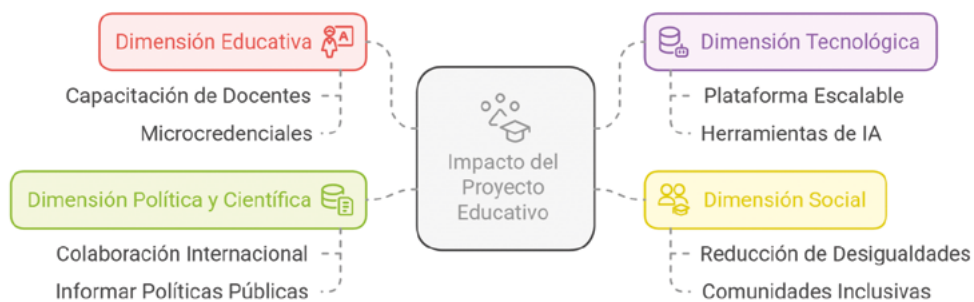 Dimensión Educativa
A
Capacitación de Docentes
Microcredenciales
Dimensión Política y Científica
Colaboración Internacional
Informar Políticas Públicas
Impacto del
Proyecto
Educativo
Dimensión Tecnológica
Plataforma Escalable
Herramientas de IA
Dimensión Social
Reducción de Desigualdades
Comunidades Inclusivas